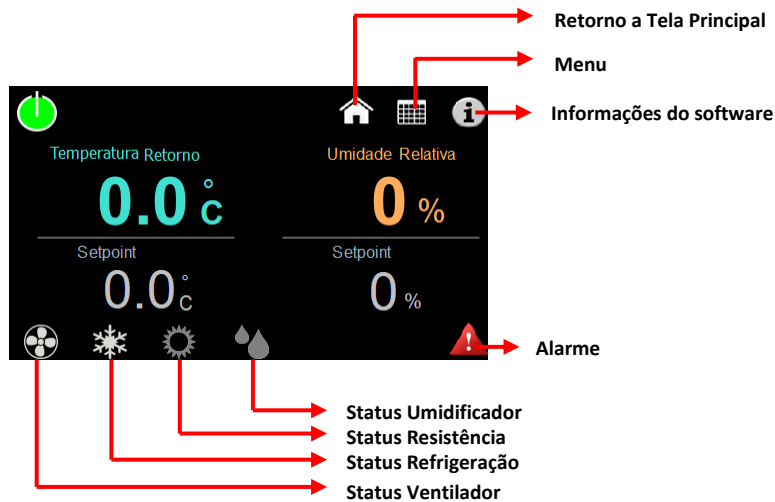 Retorno a Tela Principal
Menu
Informações do software
Temperatura Retorno
Umidade Relativa
0.0 °C
0 %
Setpoint
Setpoint
0.0 °C
0 %
Alarme
Status Umidificador
Status Resistência
Status Refrigeração
Status Ventilador